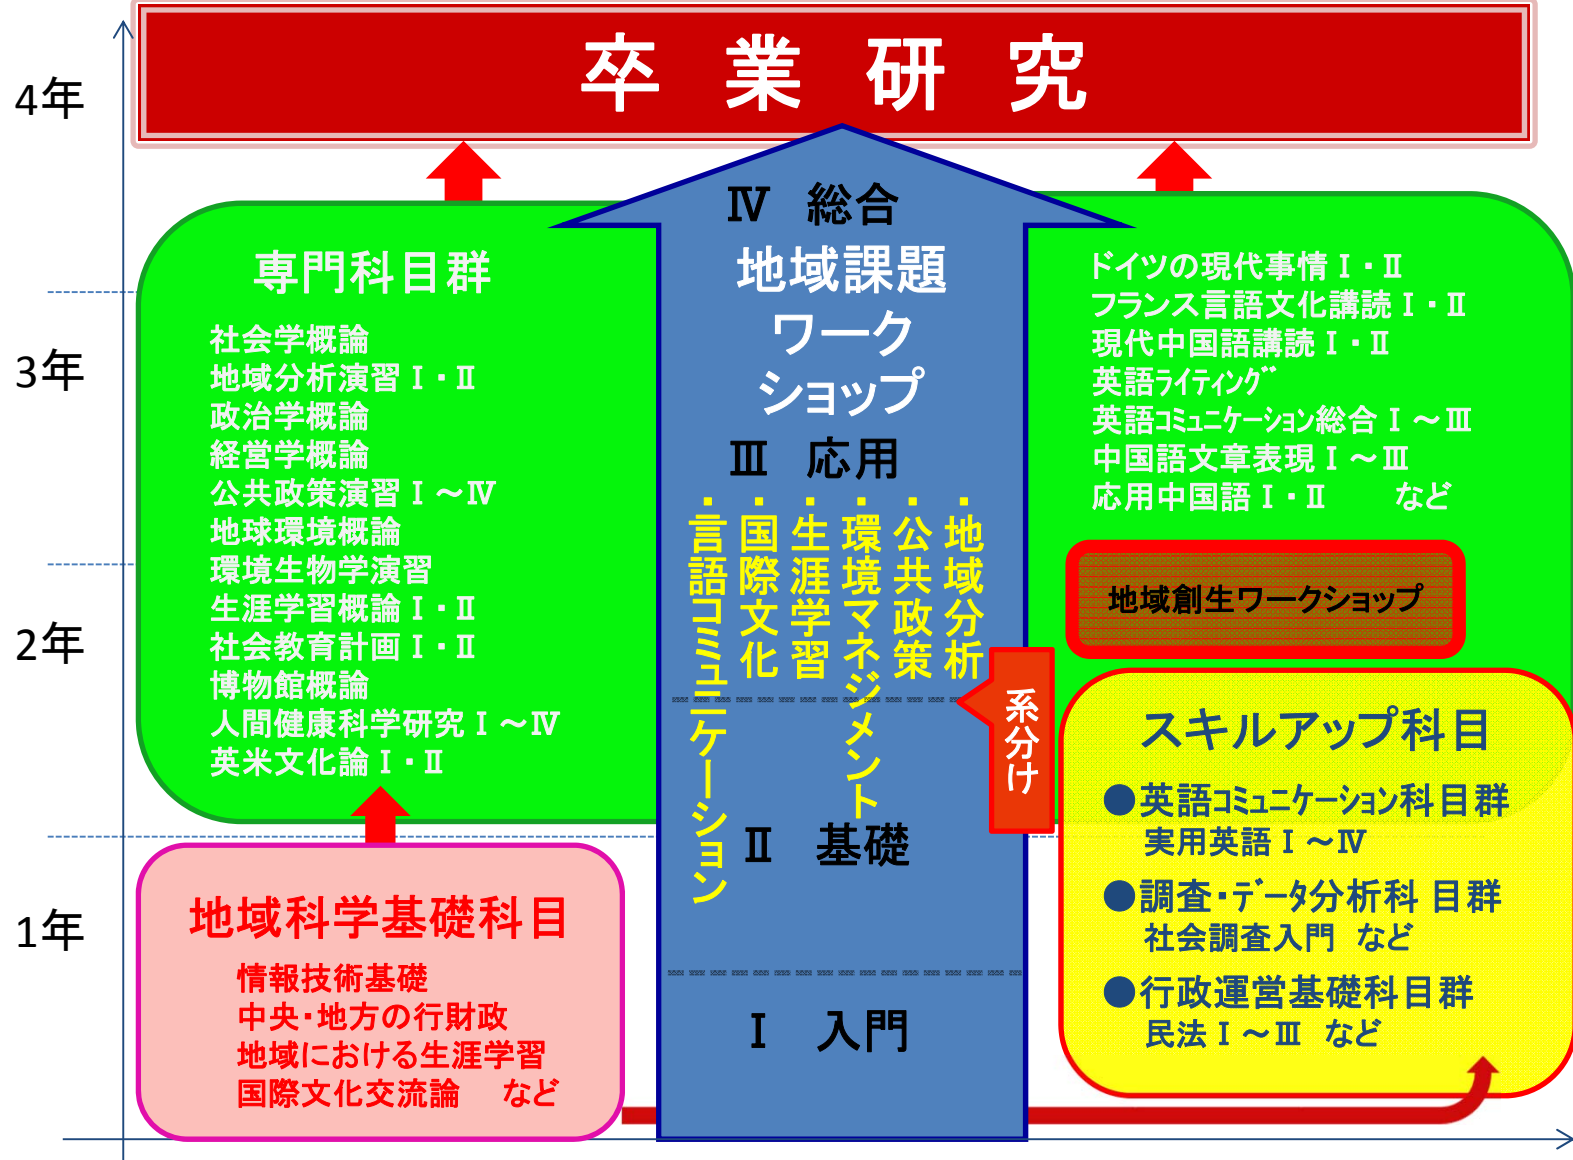 卒業研究
4年
3年
2年
1年
専門科目群
社会学概論
地域分析演習Ⅰ・Ⅱ
政治学概論
経営学概論
公共政策演習Ⅰ～Ⅳ
地球環境概論
環境生物学演習
生涯学習概論Ⅰ・Ⅱ
社会教育計画Ⅰ・Ⅱ
博物館概論
人間健康科学研究Ⅰ～Ⅳ
英米文化論Ⅰ・Ⅱ
地域科学基礎科目
情報技術基礎
中央・地方の行財政
地域における生涯学習
国際文化交流論 など
Ⅳ 総合
地域課題
ワーク
ショップ
Ⅲ 応用
・地域分析
・公共政策
・環境マネジメント
・生涯学習
・国際文化
・言語コミュニケーション
Ⅱ 基礎
Ⅰ 入門
系分け
ドイツの現代事情Ⅰ・Ⅱ
フランス言語文化講読Ⅰ・Ⅱ
現代中国語講読Ⅰ・Ⅱ
英語ライティング
英語コミュニケーション総合Ⅰ～Ⅲ
中国語文章表現Ⅰ～Ⅲ
応用中国語Ⅰ・Ⅱ など
地域創生ワークショップ
スキルアップ科目
●英語コミュニケーション科目群
実用英語Ⅰ～Ⅳ
●調査・データ分析科 目群
社会調査入門 など
●行政運営基礎科目群
民法Ⅰ～Ⅲ など